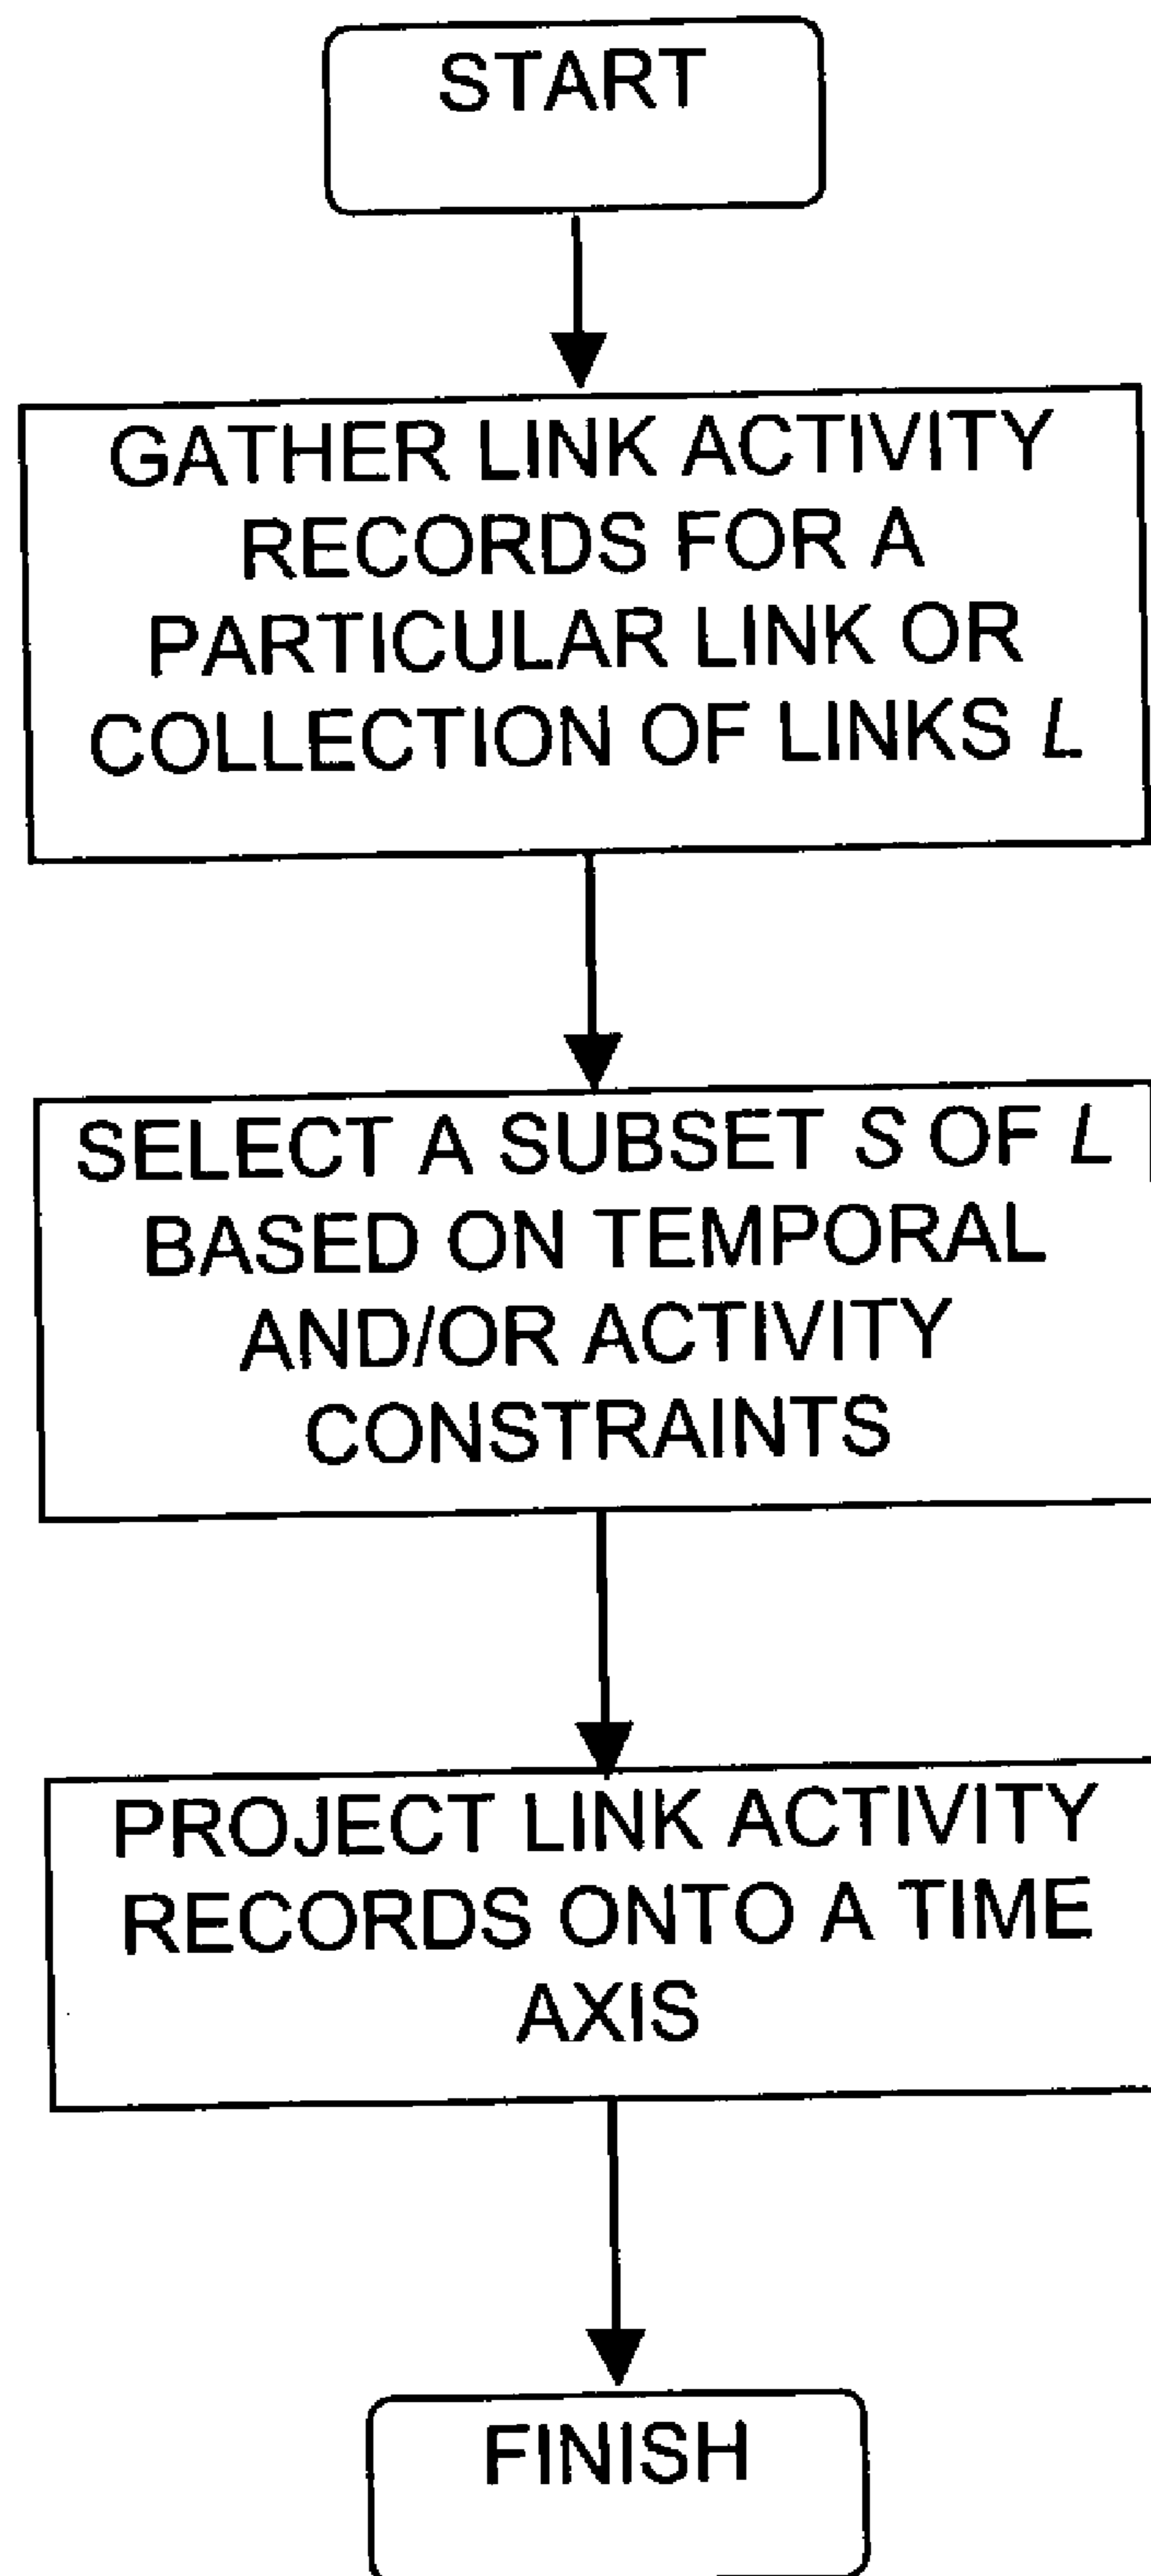 START
GATHER LINK ACTIVITY
RECORDS FOR A
PARTICULAR LINK OR
COLLECTION OF LINKS L
SELECT A SUBSET S OF L
BASED ON TEMPORAL
AND/OR ACTIVITY
CONSTRAINTS
PROJECT LINK ACTIVITY
RECORDS ONTO A TIME
AXIS
FINISH